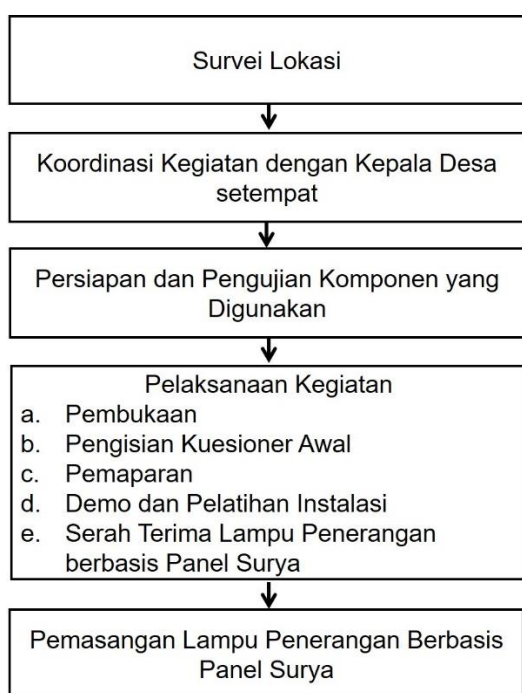 Survei Lokasi
Koordinasi Kegiatan dengan Kepala Desa
setempat
Persiapan dan Pengujian Komponen yang
Digunakan
Pelaksanaan Kegiatan
a. Pembukaan
b. Pengisian Kuesioner Awal
c. Pemaparan
d. Demo dan Pelatihan Instalasi
e. Serah Terima Lampu Penerangan
berbasis Panel Surya
Pemasangan Lampu Penerangan Berbasis
Panel Surya